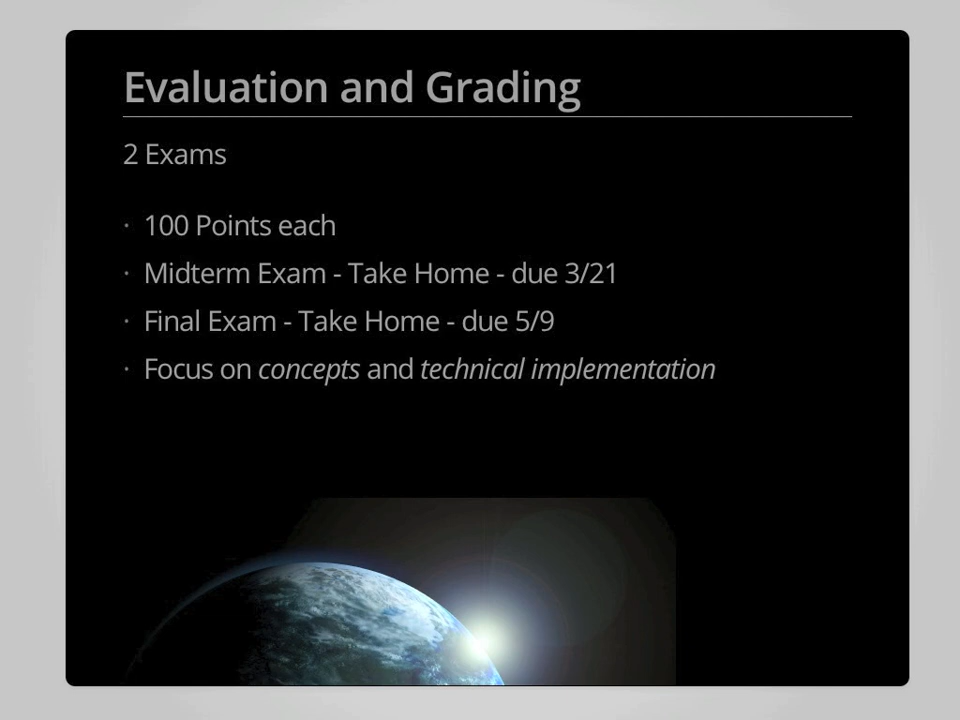 Evaluation and Grading
2 Exams
· 100 Points each
· Midterm Exam - Take Home - due 3/21
· Final Exam - Take Home - due 5/9
· Focus on concepts and technical implementation